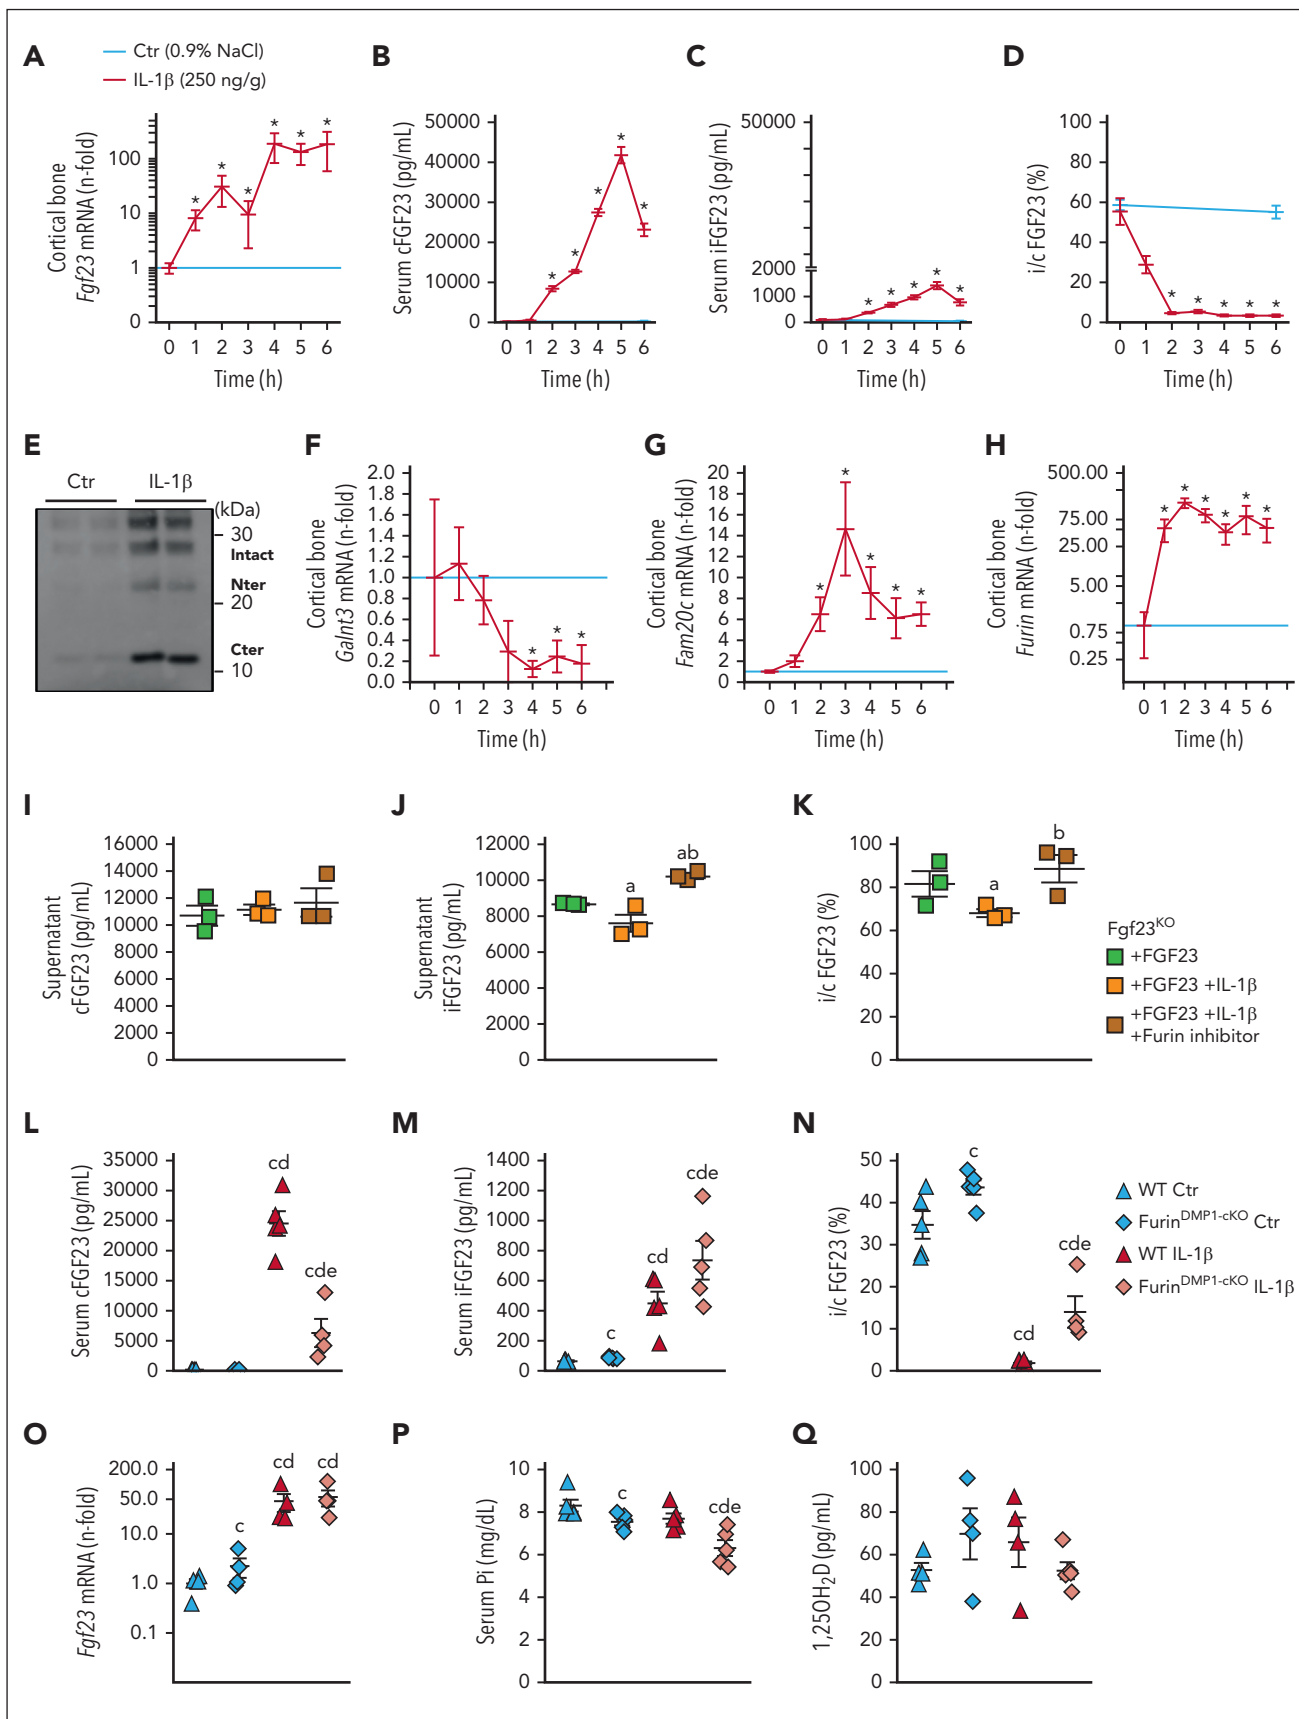 A
Ctr (0.9% NaCl)
IL-1β (250 ng/g)
Cortical bone
Fgf23 mRNA (n-fold)
100
10
1
0
0 1 2 3 4 5 6
Time (h)
* * * * * *
B
Serum cFGF23 (pg/mL)
50000
40000
30000
20000
10000
0
0 1 2 3 4 5 6
Time (h)
* * * * *
C
Serum iFGF23 (pg/mL)
50000
2000
1000
0
0 1 2 3 4 5 6
Time (h)
* * * * *
D
i/c FGF23 (%)
100
80
60
40
20
0
0 1 2 3 4 5 6
Time (h)
* * * * *
E
Ctr IL-1β
(kDa)
30
Intact
Nter
20
Cter
10
F
Cortical bone
Galnt3 mRNA (n-fold)
2.0
1.8
1.6
1.4
1.2
1.0
0.8
0.6
0.4
0.2
0.0
0 1 2 3 4 5 6
Time (h)
* * *
G
Cortical bone
Fam20c mRNA (n-fold)
20
18
16
14
12
10
8
6
4
2
0
0 1 2 3 4 5 6
Time (h)
* * * * *
H
Cortical bone
Furin mRNA (n-fold)
500.00
75.00
25.00
5.00
0.75
0.25
0 1 2 3 4 5 6
Time (h)
* * * * * *
I
Supernatant
cFGF23 (pg/mL)
16000
14000
12000
10000
10000
8000
6000
4000
2000
0
J
Supernatant
iFGF23 (pg/mL)
12000
10000
8000
6000
4000
2000
0
a
ab
K
i/c FGF23 (%)
100
80
60
40
20
0
a
b
Fgf23KO
+FGF23
+FGF23 +IL-1β
+FGF23 +IL-1β
+Furin inhibitor
L
Serum cFGF23 (pg/mL)
35000
30000
25000
20000
15000
10000
5000
0
cd
cde
M
Serum iFGF23 (pg/mL)
1400
1200
1000
800
600
400
200
0
c
cd
cde
N
i/c FGF23 (%)
50
40
30
20
10
0
c
cd
cde
WT Ctr
FurinDMP1-cKO Ctr
WT IL-1β
FurinDMP1-cKO IL-1β
O
Fgf23 mRNA (n-fold)
200.0
50.0
10.0
1.0
0.1
c
cd
cd
P
Serum Pi (mg/dL)
10
8
6
4
2
0
c
cde
Q
1,25OH2D (pg/mL)
100
80
60
40
20
0